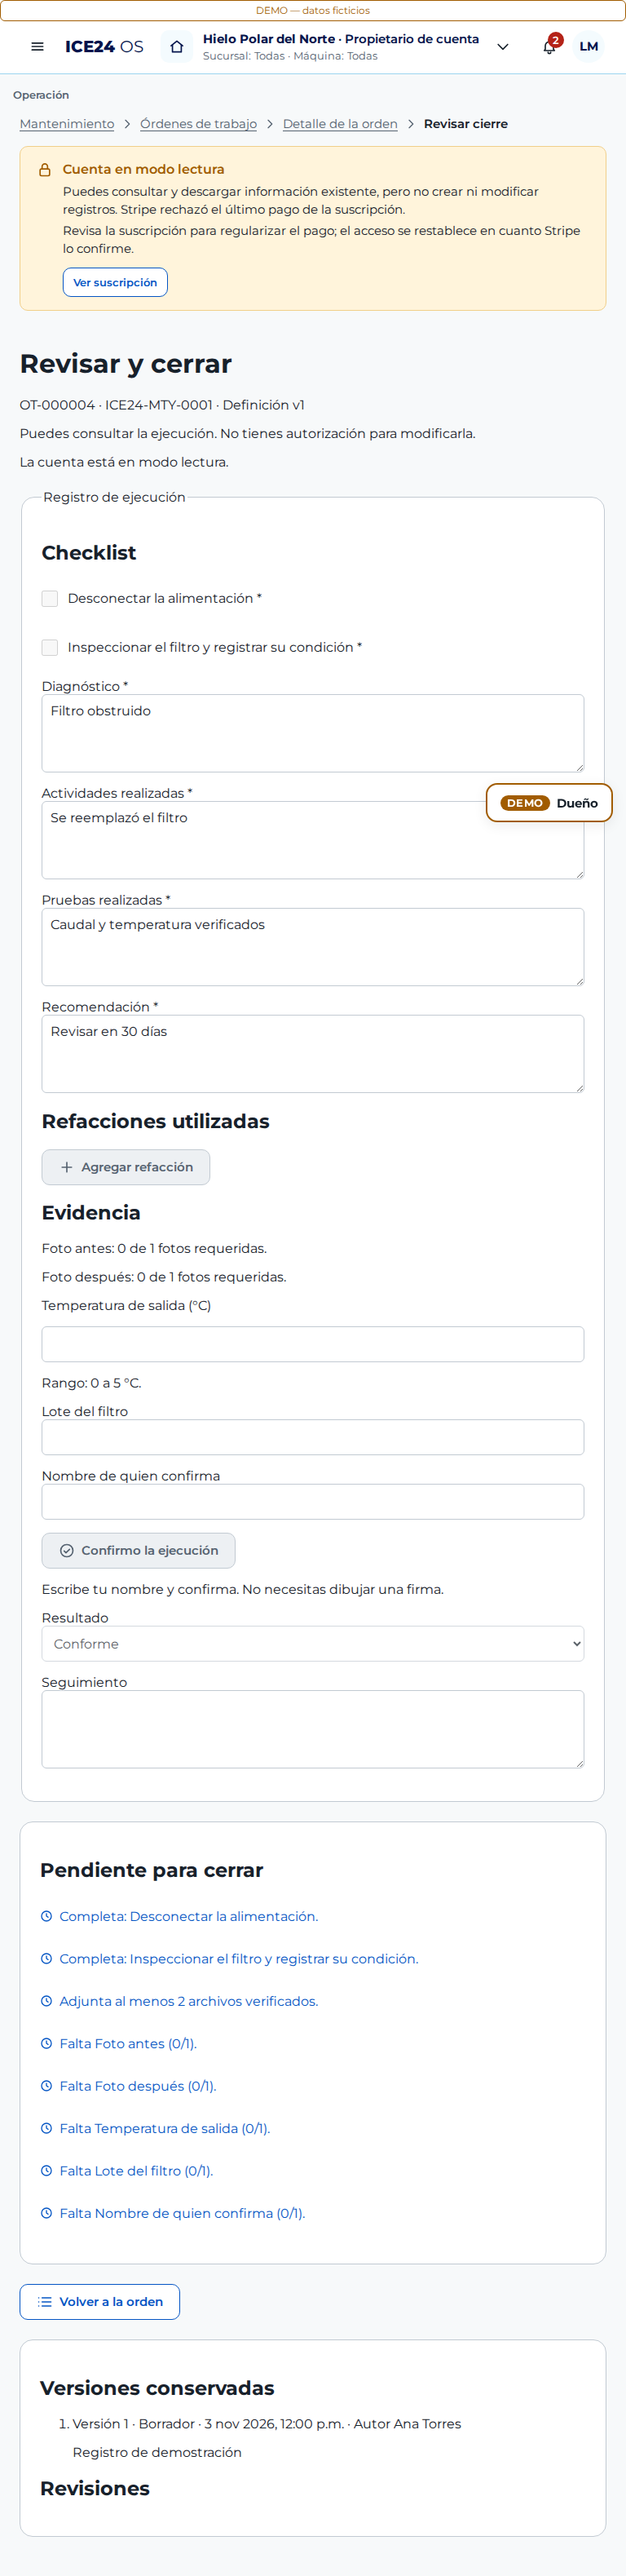 DEMO — datos ficticios
ICE24 OS
Hielo Polar del Norte · Propietario de cuenta
Sucursal: Todas · Máquina: Todas
2
LM
Operación
Mantenimiento
Órdenes de trabajo
Detalle de la orden
Revisar cierre
Cuenta en modo lectura
Puedes consultar y descargar información existente, pero no crear ni modificar
registros. Stripe rechazó el último pago de la suscripción.
Revisa la suscripción para regularizar el pago; el acceso se restablece en cuanto Stripe
lo confirme.
Ver suscripción
Revisar y cerrar
OT-000004 · ICE24-MTY-0001 · Definición v1
Puedes consultar la ejecución. No tienes autorización para modificarla.
La cuenta está en modo lectura.
Registro de ejecución
Checklist
Desconectar la alimentación *
Inspeccionar el filtro y registrar su condición *
Diagnóstico *
Filtro obstruido
Actividades realizadas *
Se reemplazó el filtro
DEMO Dueño
Pruebas realizadas *
Caudal y temperatura verificados
Recomendación *
Revisar en 30 días
Refacciones utilizadas
Agregar refacción
Evidencia
Foto antes: 0 de 1 fotos requeridas.
Foto después: 0 de 1 fotos requeridas.
Temperatura de salida (°C)
Rango: 0 a 5 °C.
Lote del filtro
Nombre de quien confirma
Confirmo la ejecución
Escribe tu nombre y confirma. No necesitas dibujar una firma.
Resultado
Conforme
Seguimiento
Pendiente para cerrar
Completa: Desconectar la alimentación.
Completa: Inspeccionar el filtro y registrar su condición.
Adjunta al menos 2 archivos verificados.
Falta Foto antes (0/1).
Falta Foto después (0/1).
Falta Temperatura de salida (0/1).
Falta Lote del filtro (0/1).
Falta Nombre de quien confirma (0/1).
Volver a la orden
Versiones conservadas
1. Versión 1 · Borrador · 3 nov 2026, 12:00 p.m. · Autor Ana Torres
Registro de demostración
Revisiones